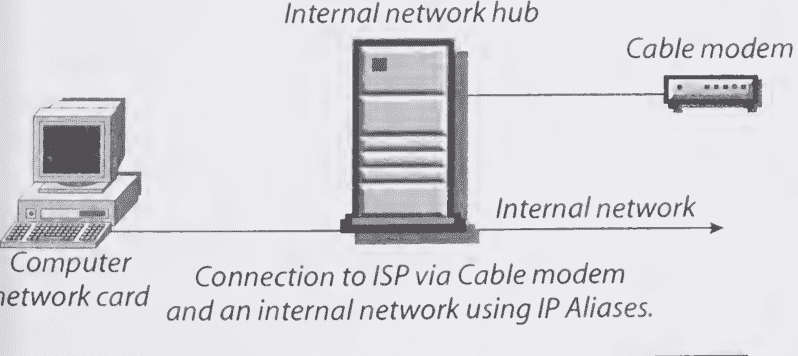 Internal network hub
Cable modem
Internal network
Computer
network card
Connection to ISP via Cable modem
and an internal network using IP Aliases.